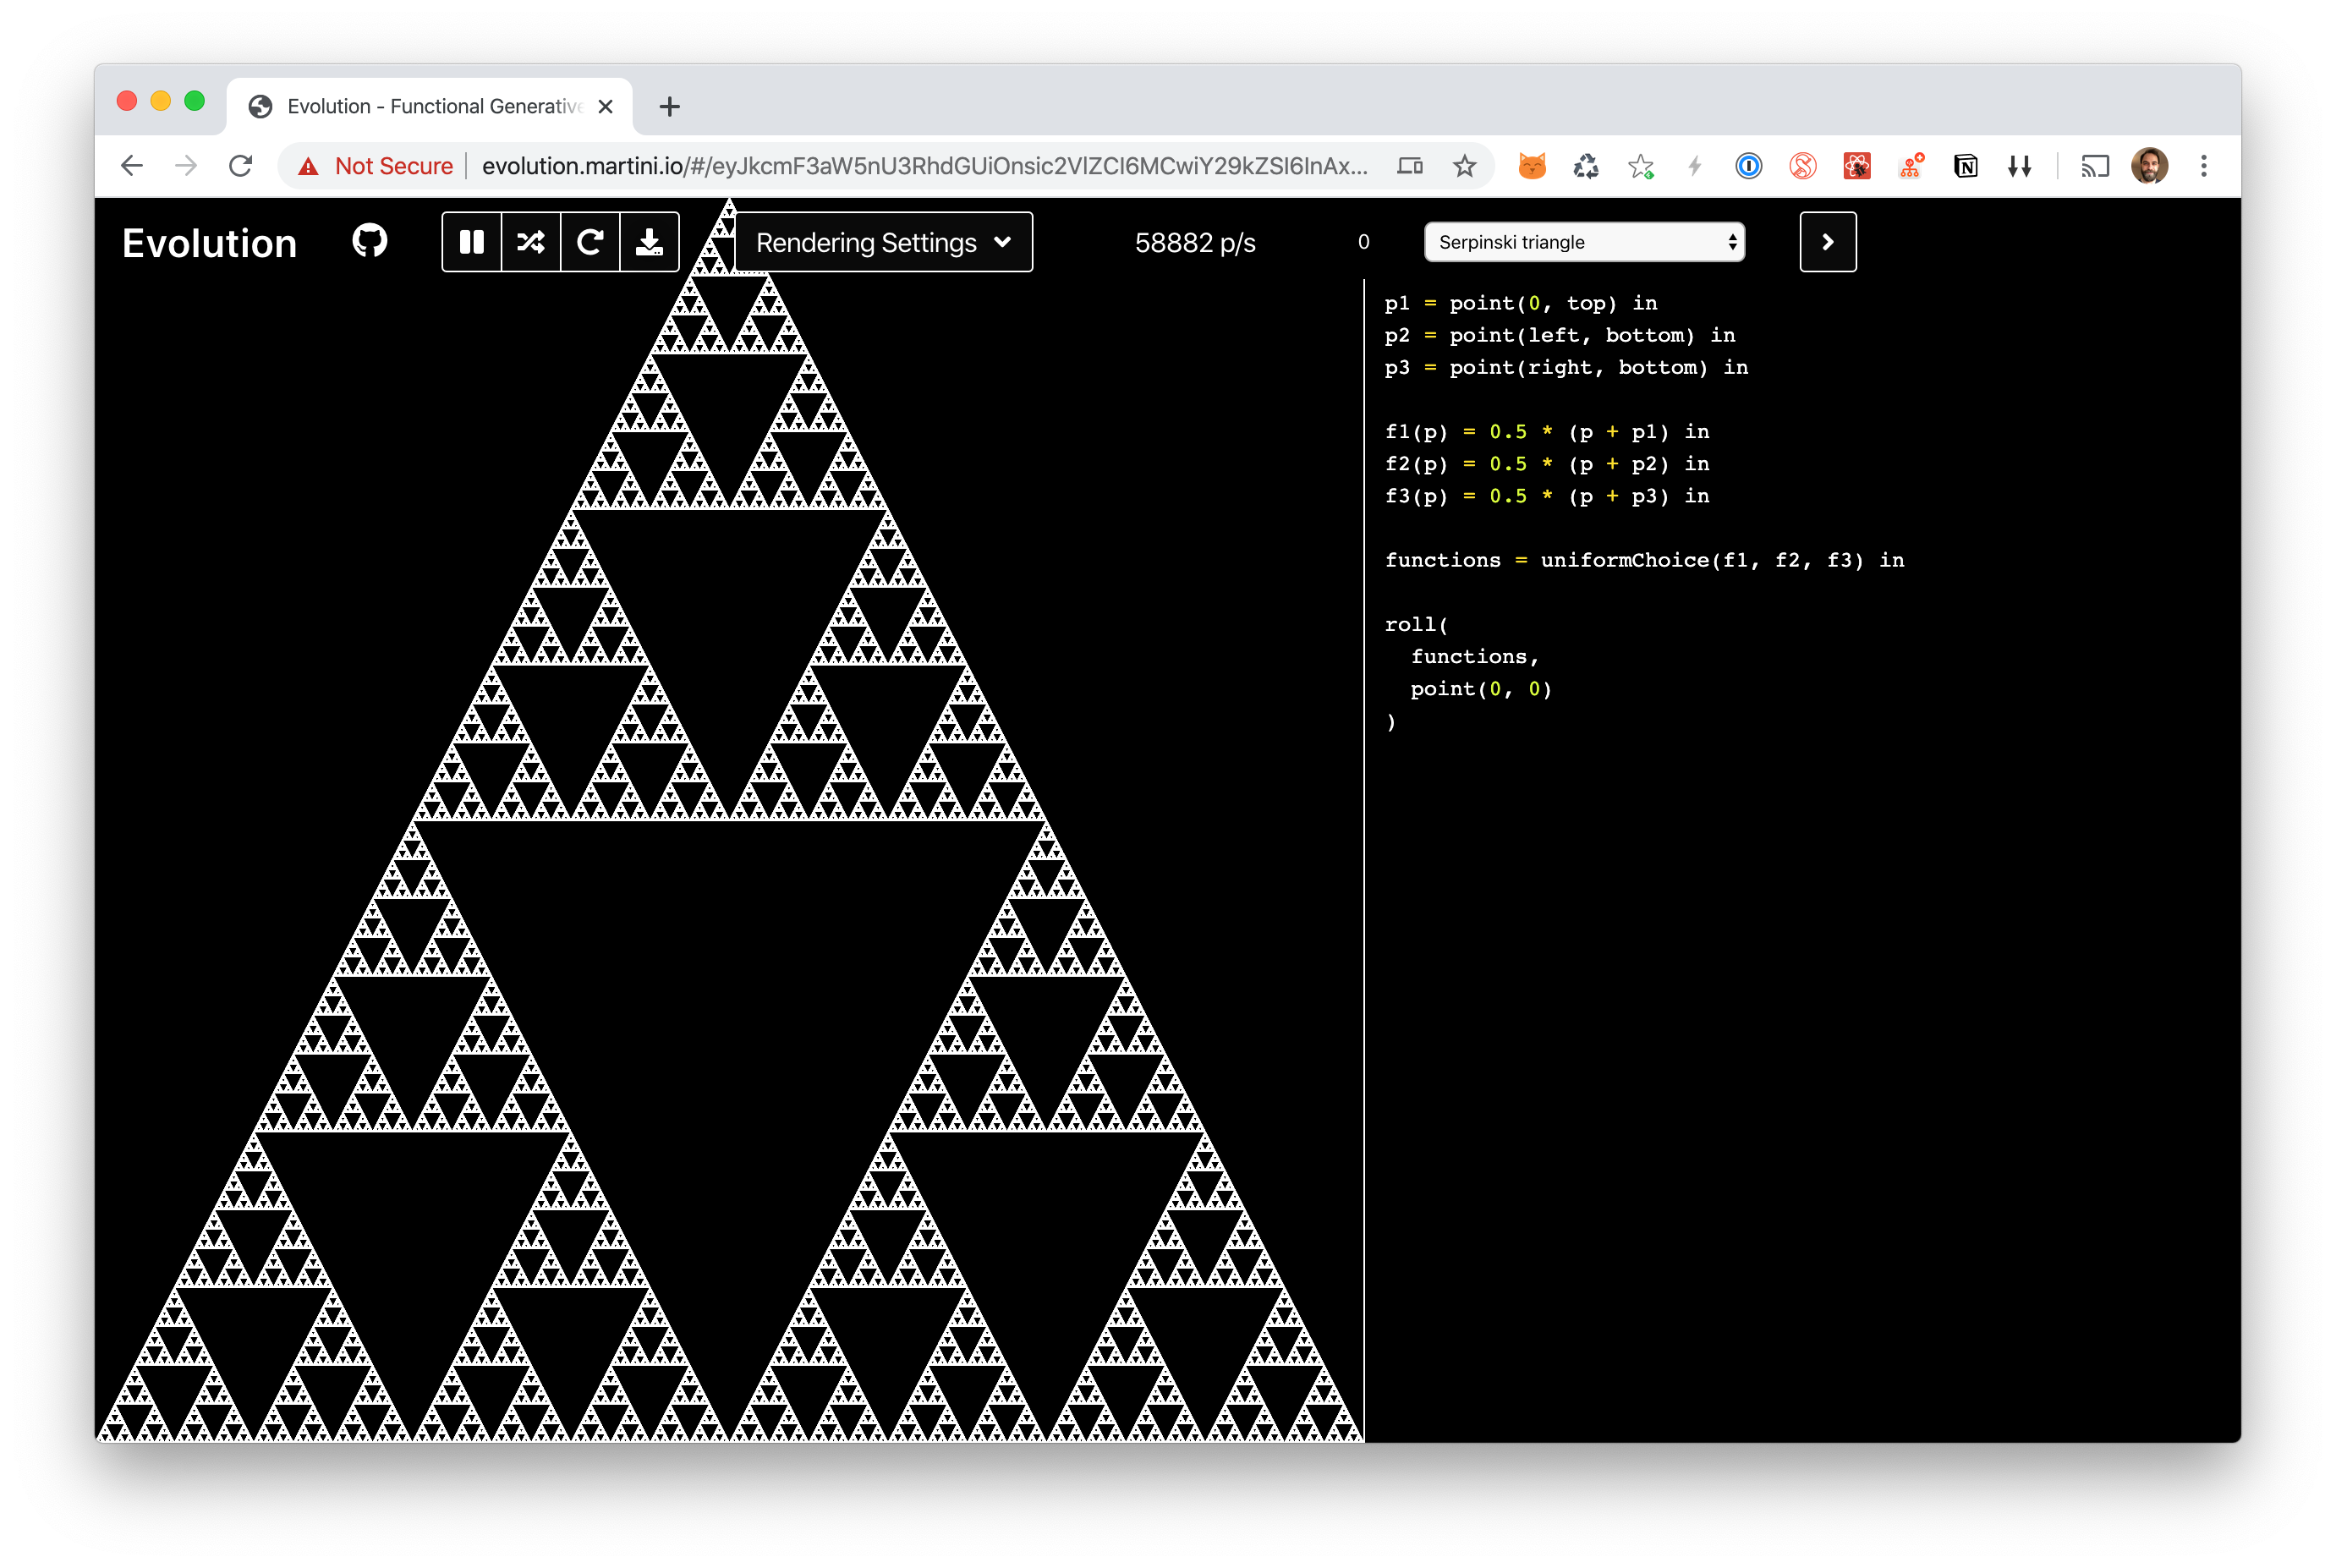 Evolution - Functional Generative
Not Secure evolution.martini.io/#/eyJkcmF3aW5nU3RhdGUiOnsic2VlZCI6MCwiY29kZSI6InAx...
Evolution Rendering Settings 58882 p/s 0 Serpinski triangle
p1 = point(0, top) in
p2 = point(left, bottom) in
p3 = point(right, bottom) in
f1(p) = 0.5 * (p + p1) in
f2(p) = 0.5 * (p + p2) in
f3(p) = 0.5 * (p + p3) in
functions = uniformChoice(f1, f2, f3) in
roll(
functions,
point(0, 0)
)